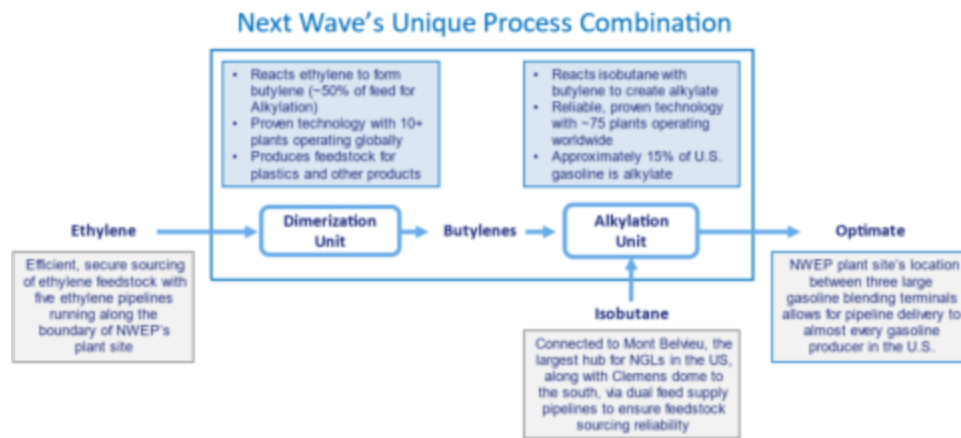 Next Wave's Unique Process Combination
• Reacts ethylene to form
butylene (~50% of feed for
Alkylation)
• Proven technology with 10+
plants operating globally
• Produces feedstock for
plastics and other products
• Reacts isobutane with
butylene to create alkylate
• Reliable, proven technology
with ~75 plants operating
worldwide
• Approximately 15% of U.S.
gasoline is alkylate
Ethylene
Dimerization
Unit
Butylenes
Alkylation
Unit
Optimate
Efficient, secure sourcing
of ethylene feedstock with
five ethylene pipelines
running along the
boundary of NWEP's
plant site
Isobutane
Connected to Mont Belvieu, the
largest hub for NGLs in the US,
along with Clemens dome to
the south, via dual feed supply
pipelines to ensure feedstock
sourcing reliability
NWEP plant site's location
between three large
gasoline blending terminals
allows for pipeline delivery to
almost every gasoline
producer in the U.S.